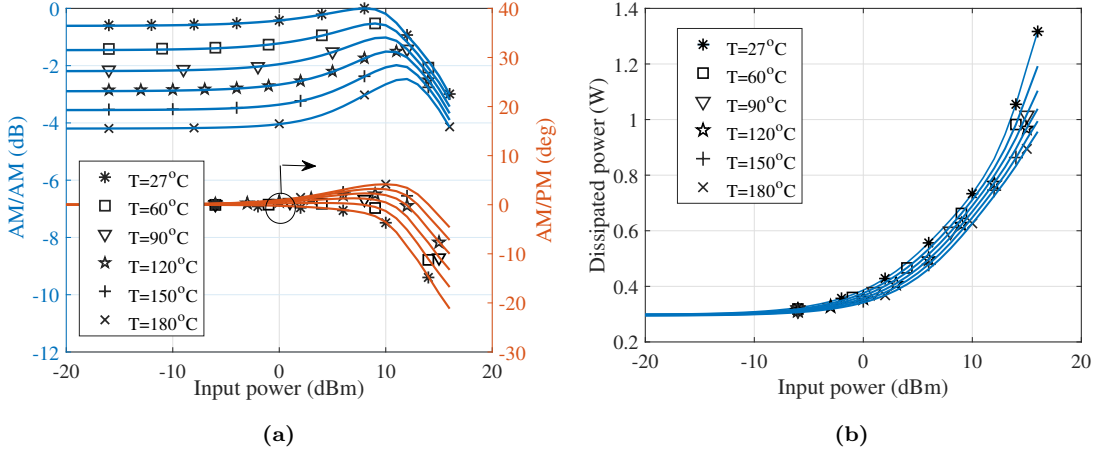 0
-2
-4
-6
-8
-10
-12
AM/AM (dB)
40
30
20
10
0
-10
-20
-30
AM/PM (deg)
T=27°C
T=60°C
T=90°C
T=120°C
T=150°C
T=180°C
-20
-10
0
10
20
Input power (dBm)
(a)
1.4
1.2
1
0.8
0.6
0.4
0.2
Dissipated power (W)
T=27°C
T=60°C
T=90°C
T=120°C
T=150°C
T=180°C
-20
-10
0
10
20
Input power (dBm)
(b)